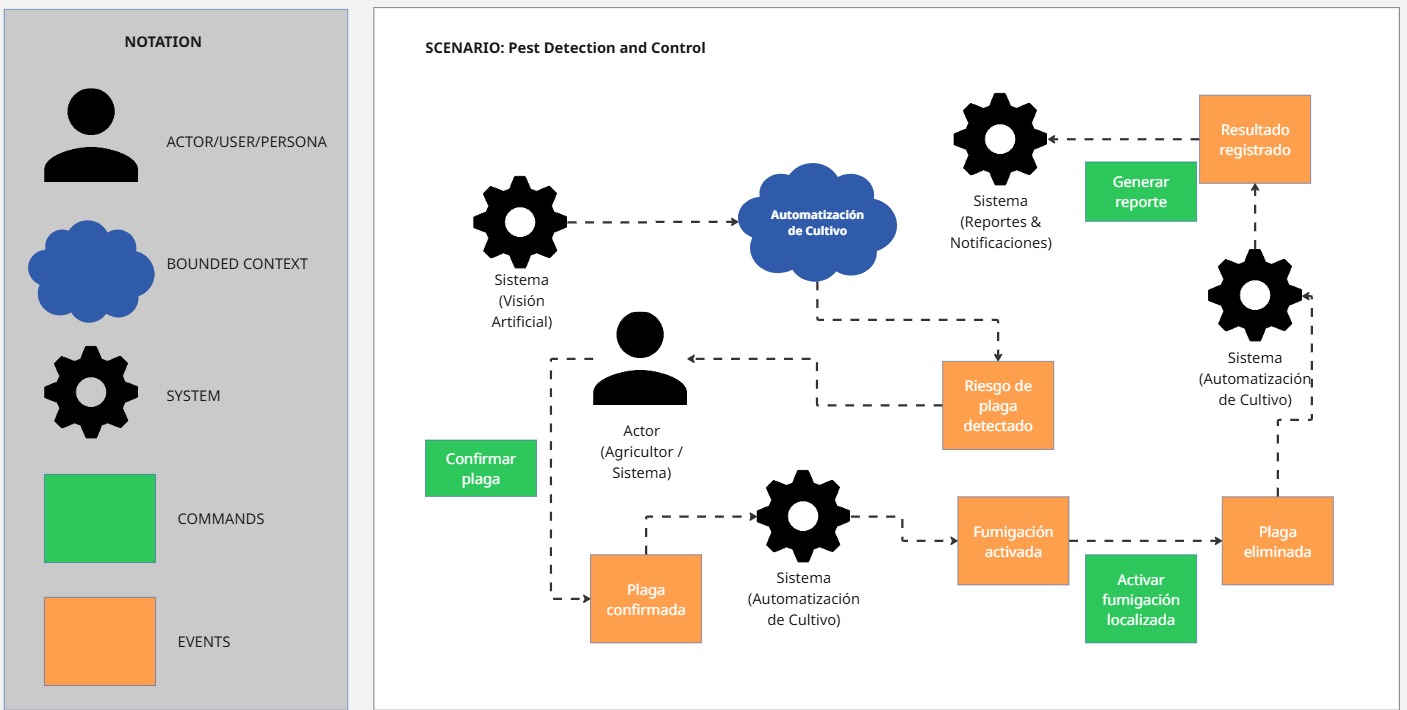 NOTATION
ACTOR/USER/PERSONA
BOUNDED CONTEXT
SYSTEM
COMMANDS
EVENTS
SCENARIO: Pest Detection and Control
Sistema
(Visión
Artificial)
Automatización
de Cultivo
Sistema
(Reportes &
Notificaciones)
Generar
reporte
Resultado
registrado
Sistema
(Automatización
de Cultivo)
Riesgo de
plaga
detectado
Actor
(Agricultor /
Sistema)
Confirmar
plaga
Plaga
confirmada
Sistema
(Automatización
de Cultivo)
Fumigación
activada
Activar
fumigación
localizada
Plaga
eliminada